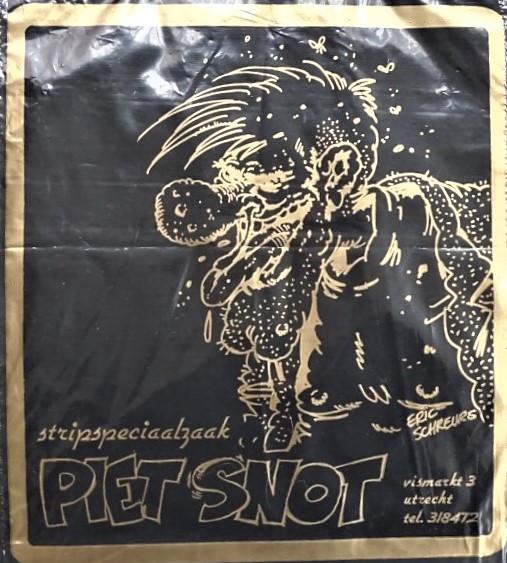 ERIC
SCHREURS
stripspeciaalzaak
PIET SNOT
vismarkt 3
utrecht
tel. 318472